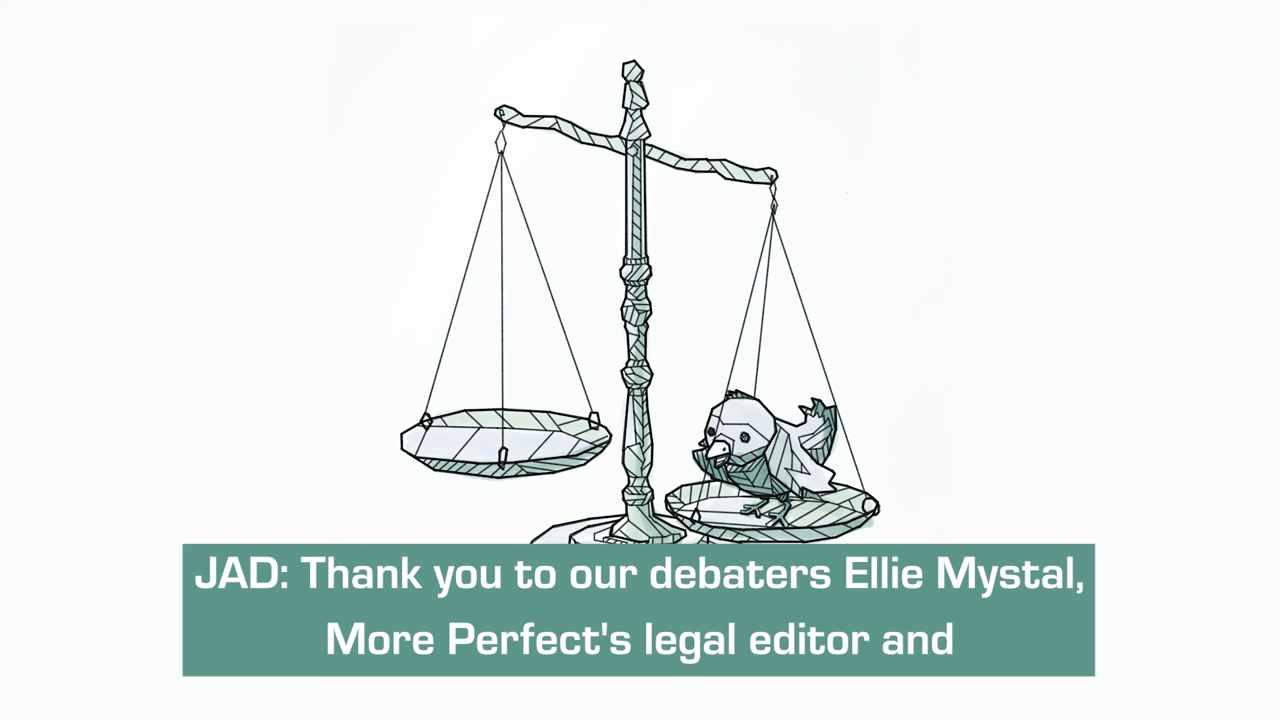 JAD: Thank you to our debaters Ellie Mystal,
More Perfect's legal editor and